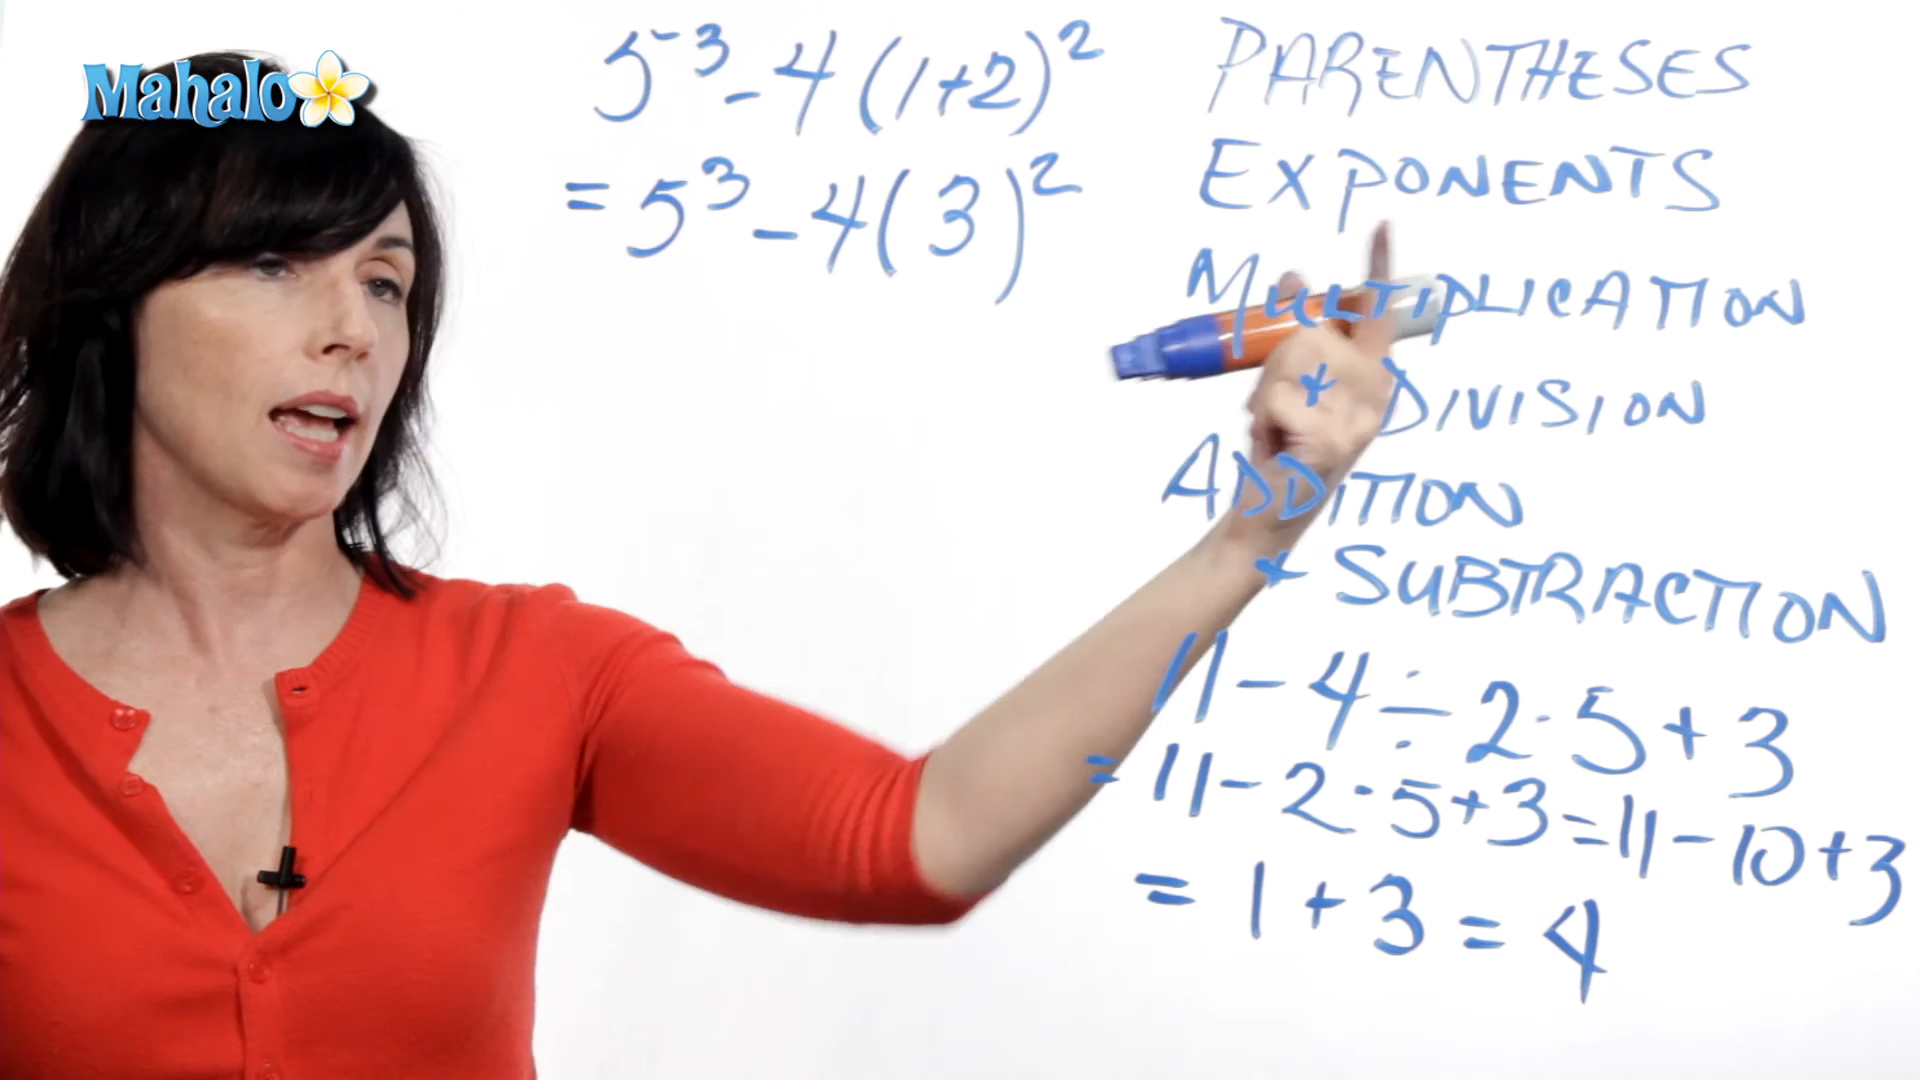 Mahalo
5³ - 4(1+2)²
= 5³ - 4(3)²
PARENTHESES
EXPONENTS
MULTIPLICATION
+ DIVISION
ADDITION
+ SUBTRACTION
11 - 4 ÷ 2 · 5 + 3
= 11 - 2 · 5 + 3 = 11 - 10 + 3
= 1 + 3 = 4